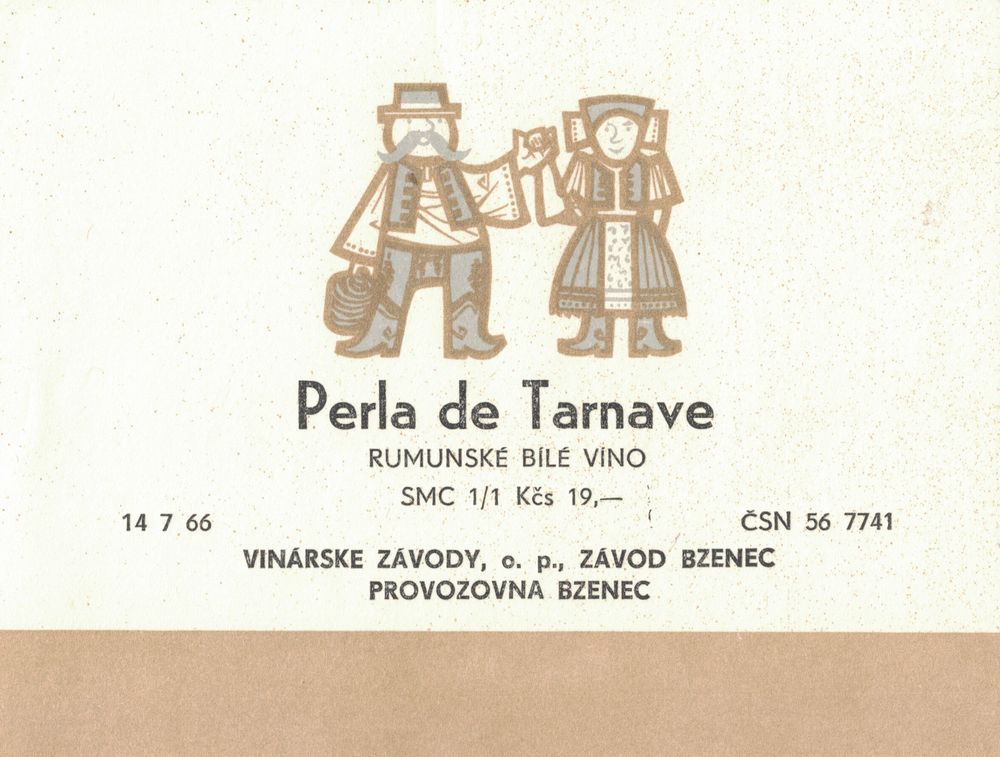 Perla de Tarnave
RUMUNSKÉ BÍLÉ VÍNO
SMC 1/1 Kčs 19,—
14 7 66 ČSN 56 7741
VINÁRSKE ZÁVODY, o. p., ZÁVOD BZENEC
PROVOZOVNA BZENEC